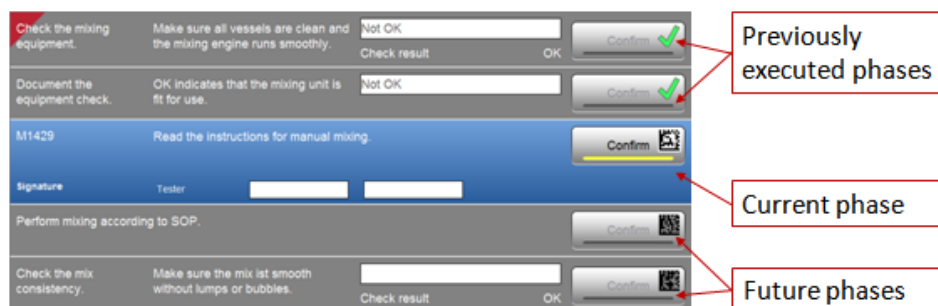 Check the mixing equipment.
Make sure all vessels are clean and the mixing engine runs smoothly.
Not OK
Check result
OK
Confirm
Previously executed phases
Document the equipment check.
OK indicates that the mixing unit is fit for use.
Not OK
Confirm
M1429
Read the instructions for manual mixing.
Confirm
Signature
Tester
Current phase
Perform mixing according to SOP.
Confirm
Check the mix consistency.
Make sure the mix ist smooth without lumps or bubbles.
Check result
OK
Confirm
Future phases